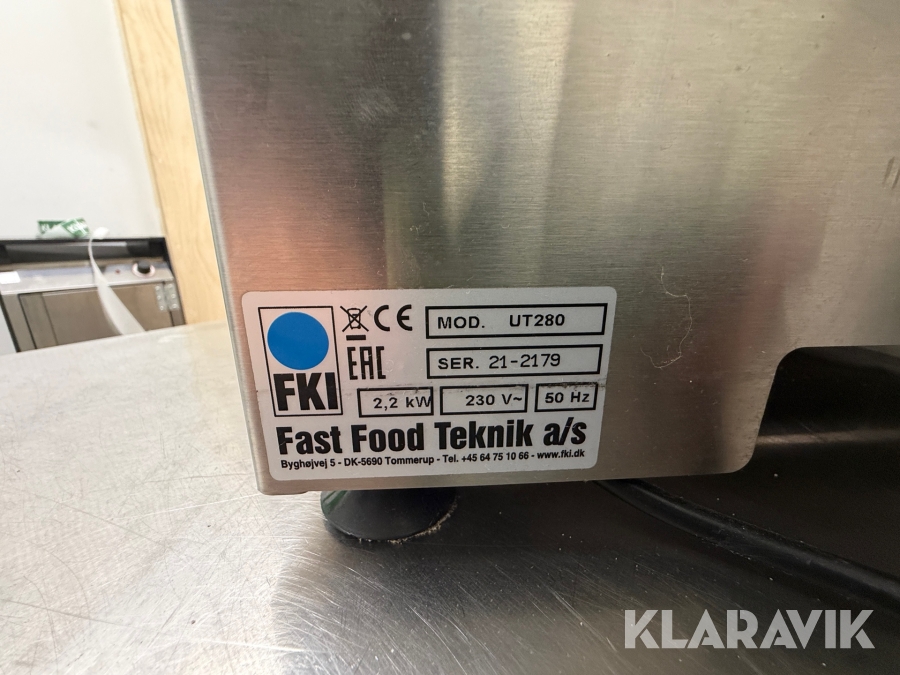 FKI
CE
EAC
MOD. UT280
SER. 21-2179
2,2 kW
230 V~
50 Hz
Fast Food Teknik a/s
Byghøjvej 5 - DK-5690 Tommerup - Tel. +45 64 75 10 66 - www.fki.dk
KLARAVIK